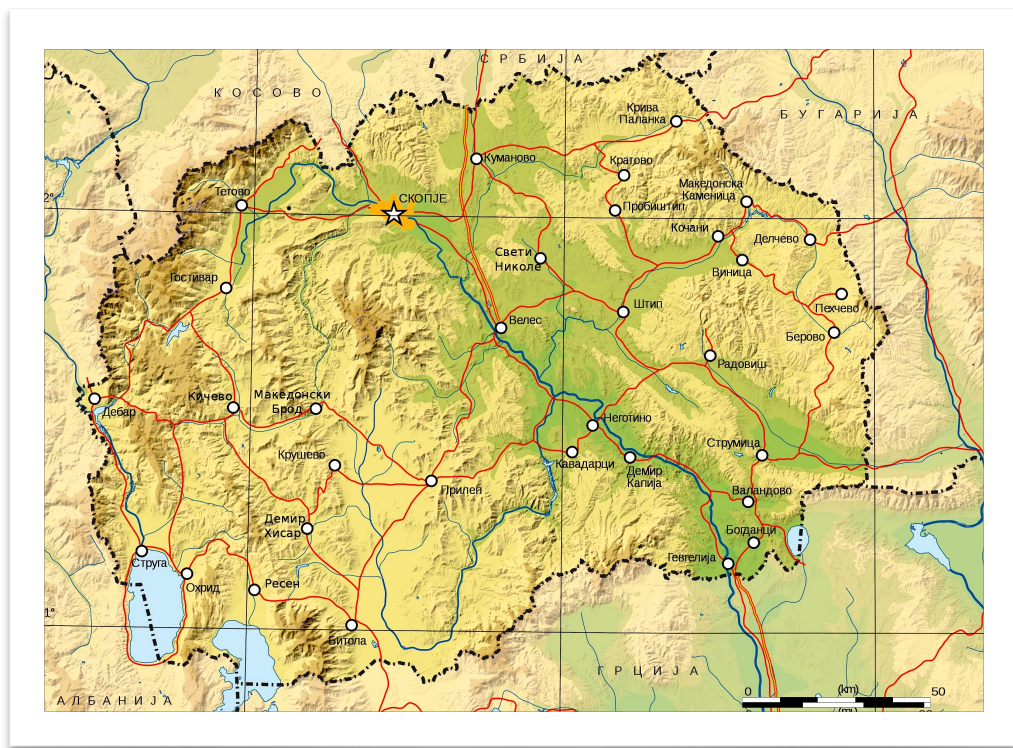 С Р Б И Ј А
К О С О В О
Б У Г А Р И Ј А
Крива
Паланка
Куманово
Кратово
Тетово
СКОПЈЕ
Македонска
Каменица
2°
Пробиштип
Кочани
Делчево
Свети
Николе
Виница
Гостивар
Штип
Пехчево
Велес
Берово
Радовиш
Кичево
Македонски
Брод
Дебар
Неготино
Струмица
Крушево
Кавадарци
Демир
Капија
Прилеп
Валандово
Демир
Хисар
Богданци
Гевгелија
Струга
Охрид
Ресен
1°
Битола
Г Р Ц И Ј А
А Л Б А Н И Ј А
0 (km) 50